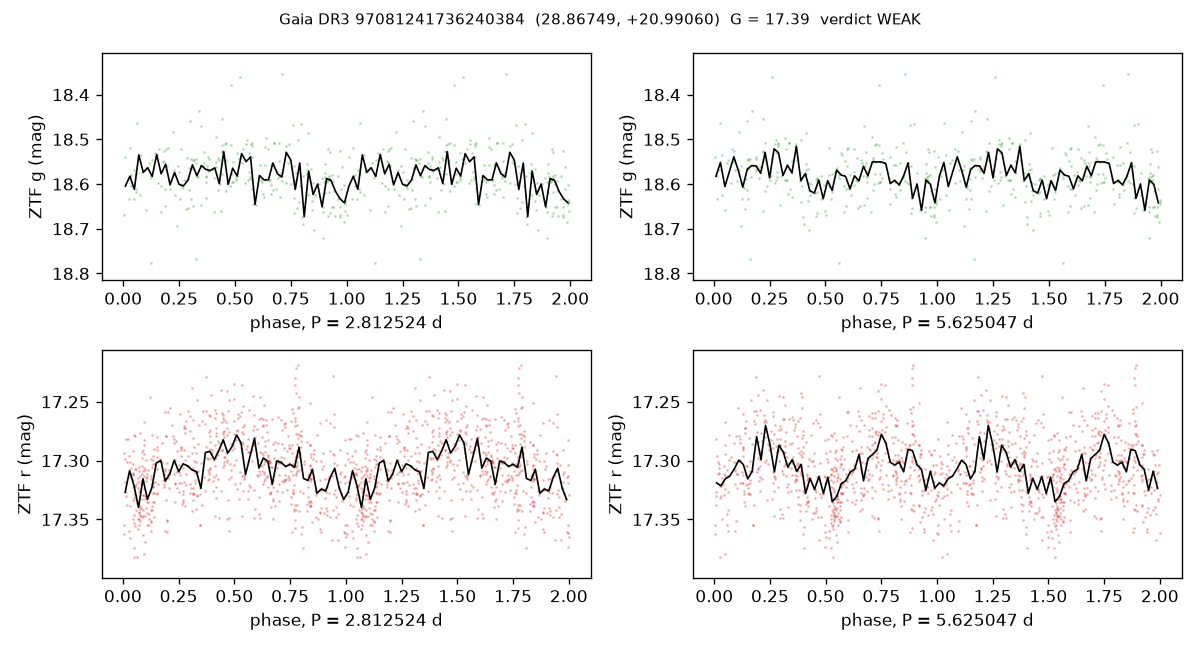 Gaia DR3 97081241736240384 (28.86749, +20.99060) G = 17.39 verdict WEAK
ZTF g (mag)
18.4
18.5
18.6
18.7
18.8
0.00 0.25 0.50 0.75 1.00 1.25 1.50 1.75 2.00
phase, P = 2.812524 d
ZTF g (mag)
18.4
18.5
18.6
18.7
18.8
0.00 0.25 0.50 0.75 1.00 1.25 1.50 1.75 2.00
phase, P = 5.625047 d
ZTF r (mag)
17.25
17.30
17.35
0.00 0.25 0.50 0.75 1.00 1.25 1.50 1.75 2.00
phase, P = 2.812524 d
ZTF r (mag)
17.25
17.30
17.35
0.00 0.25 0.50 0.75 1.00 1.25 1.50 1.75 2.00
phase, P = 5.625047 d